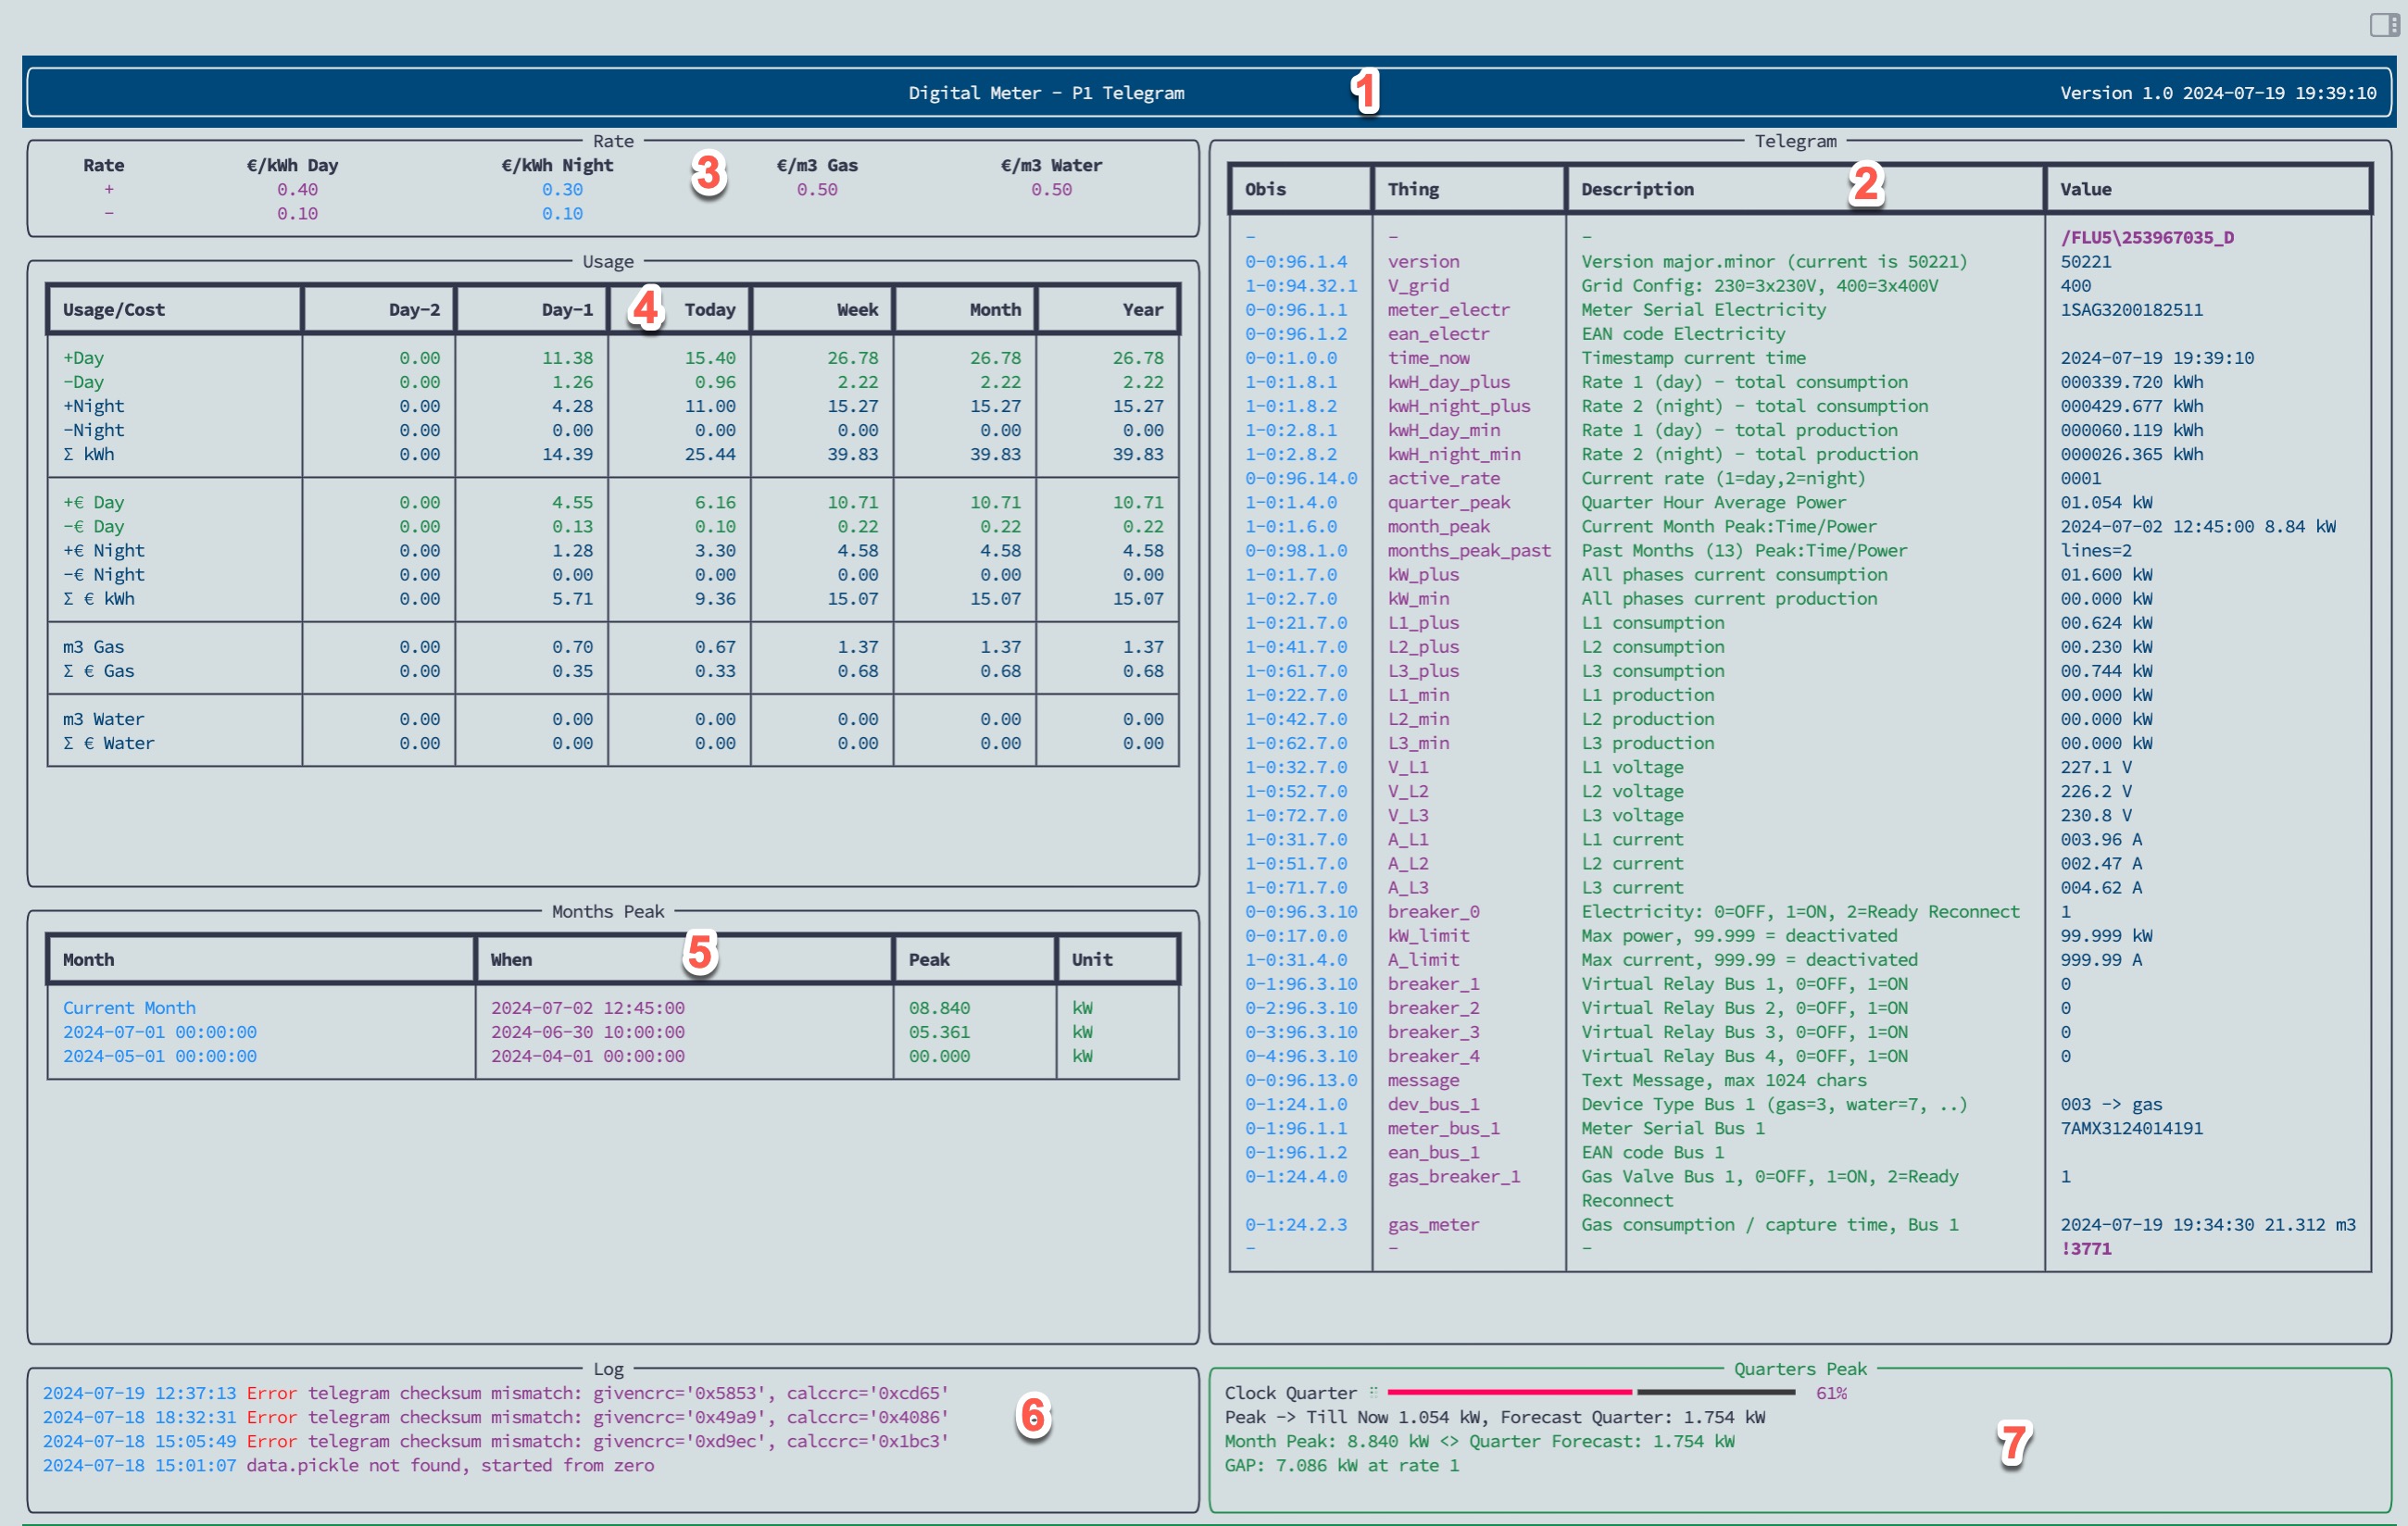 Digital Meter - P1 Telegram 1 Version 1.0 2024-07-19 19:39:10
Rate
Rate €/kWh Day €/kWh Night 3 €/m3 Gas €/m3 Water
+ 0.40 0.30 0.50 0.50
- 0.10 0.10
Usage
Usage/Cost Day-2 Day-1 4 Today Week Month Year
+Day 0.00 11.38 15.40 26.78 26.78 26.78
-Day 0.00 1.26 0.96 2.22 2.22 2.22
+Night 0.00 4.28 11.00 15.27 15.27 15.27
-Night 0.00 0.00 0.00 0.00 0.00 0.00
Σ kWh 0.00 14.39 25.44 39.83 39.83 39.83
+€ Day 0.00 4.55 6.16 10.71 10.71 10.71
-€ Day 0.00 0.13 0.10 0.22 0.22 0.22
+€ Night 0.00 1.28 3.30 4.58 4.58 4.58
-€ Night 0.00 0.00 0.00 0.00 0.00 0.00
Σ € kWh 0.00 5.71 9.36 15.07 15.07 15.07
m3 Gas 0.00 0.70 0.67 1.37 1.37 1.37
Σ € Gas 0.00 0.35 0.33 0.68 0.68 0.68
m3 Water 0.00 0.00 0.00 0.00 0.00 0.00
Σ € Water 0.00 0.00 0.00 0.00 0.00 0.00
Months Peak
Month When 5 Peak Unit
Current Month 2024-07-02 12:45:00 08.840 kW
2024-07-01 00:00:00 2024-06-30 10:00:00 05.361 kW
2024-05-01 00:00:00 2024-04-01 00:00:00 00.000 kW
Telegram
Obis Thing Description 2 Value
- - - /FLU5\253967035_D
0-0:96.1.4 version Version major.minor (current is 50221) 50221
1-0:94.32.1 V_grid Grid Config: 230=3x230V, 400=3x400V 400
0-0:96.1.1 meter_electr Meter Serial Electricity 1SAG3200182511
0-0:96.1.2 ean_electr EAN code Electricity
0-0:1.0.0 time_now Timestamp current time 2024-07-19 19:39:10
1-0:1.8.1 kwH_day_plus Rate 1 (day) - total consumption 000339.720 kWh
1-0:1.8.2 kwH_night_plus Rate 2 (night) - total consumption 000429.677 kWh
1-0:2.8.1 kwH_day_min Rate 1 (day) - total production 000060.119 kWh
1-0:2.8.2 kwH_night_min Rate 2 (night) - total production 000026.365 kWh
0-0:96.14.0 active_rate Current rate (1=day,2=night) 0001
1-0:1.4.0 quarter_peak Quarter Hour Average Power 01.054 kW
1-0:1.6.0 month_peak Current Month Peak:Time/Power 2024-07-02 12:45:00 8.84 kW
0-0:98.1.0 months_peak_past Past Months (13) Peak:Time/Power lines=2
1-0:1.7.0 kW_plus All phases current consumption 01.600 kW
1-0:2.7.0 kW_min All phases current production 00.000 kW
1-0:21.7.0 L1_plus L1 consumption 00.624 kW
1-0:41.7.0 L2_plus L2 consumption 00.230 kW
1-0:61.7.0 L3_plus L3 consumption 00.744 kW
1-0:22.7.0 L1_min L1 production 00.000 kW
1-0:42.7.0 L2_min L2 production 00.000 kW
1-0:62.7.0 L3_min L3 production 00.000 kW
1-0:32.7.0 V_L1 L1 voltage 227.1 V
1-0:52.7.0 V_L2 L2 voltage 226.2 V
1-0:72.7.0 V_L3 L3 voltage 230.8 V
1-0:31.7.0 A_L1 L1 current 003.96 A
1-0:51.7.0 A_L2 L2 current 002.47 A
1-0:71.7.0 A_L3 L3 current 004.62 A
0-0:96.3.10 breaker_0 Electricity: 0=OFF, 1=ON, 2=Ready Reconnect 1
0-0:17.0.0 kW_limit Max power, 99.999 = deactivated 99.999 kW
1-0:31.4.0 A_limit Max current, 999.99 = deactivated 999.99 A
0-1:96.3.10 breaker_1 Virtual Relay Bus 1, 0=OFF, 1=ON 0
0-2:96.3.10 breaker_2 Virtual Relay Bus 2, 0=OFF, 1=ON 0
0-3:96.3.10 breaker_3 Virtual Relay Bus 3, 0=OFF, 1=ON 0
0-4:96.3.10 breaker_4 Virtual Relay Bus 4, 0=OFF, 1=ON 0
0-0:96.13.0 message Text Message, max 1024 chars
0-1:24.1.0 dev_bus_1 Device Type Bus 1 (gas=3, water=7, ..) 003 -> gas
0-1:96.1.1 meter_bus_1 Meter Serial Bus 1 7AMX3124014191
0-1:96.1.2 ean_bus_1 EAN code Bus 1
0-1:24.4.0 gas_breaker_1 Gas Valve Bus 1, 0=OFF, 1=ON, 2=Ready 1
Reconnect
0-1:24.2.3 gas_meter Gas consumption / capture time, Bus 1 2024-07-19 19:34:30 21.312 m3
- - - !3771
Log
2024-07-19 12:37:13 Error telegram checksum mismatch: givencrc='0x5853', calccrc='0xcd65'
2024-07-18 18:32:31 Error telegram checksum mismatch: givencrc='0x49a9', calccrc='0x4086'
6
2024-07-18 15:05:49 Error telegram checksum mismatch: givencrc='0xd9ec', calccrc='0x1bc3'
2024-07-18 15:01:07 data.pickle not found, started from zero
Quarters Peak
Clock Quarter 61%
Peak -> Till Now 1.054 kW, Forecast Quarter: 1.754 kW
Month Peak: 8.840 kW <> Quarter Forecast: 1.754 kW
7
GAP: 7.086 kW at rate 1